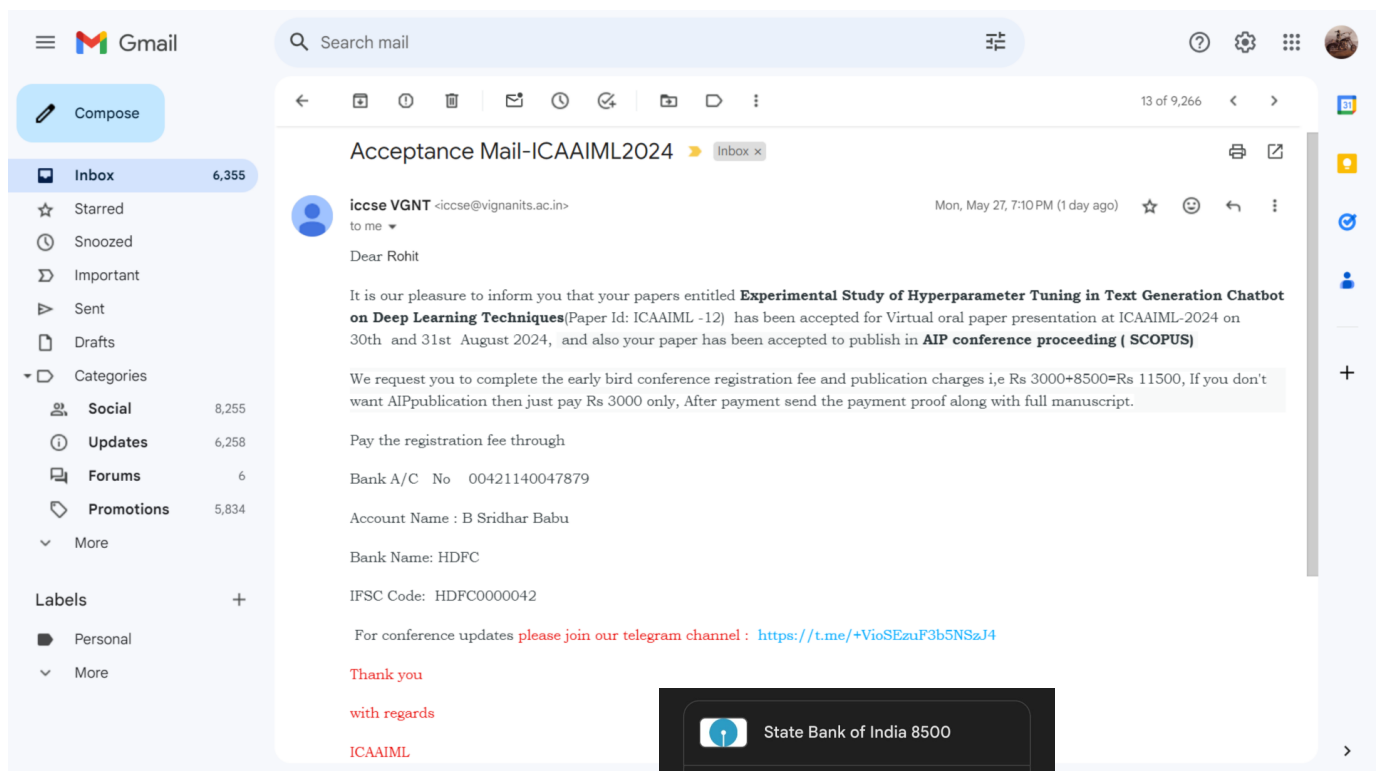 Gmail
Search mail
Compose
13 of 9,266
31
Inbox 6,355
Starred
Snoozed
Important
Sent
Drafts
Categories
Social 8,255
Updates 6,258
Forums 6
Promotions 5,834
More
Labels
Personal
More
Acceptance Mail-ICAAIML2024 Inbox ×
iccse VGNT <iccse@vignanits.ac.in> Mon, May 27, 7:10 PM (1 day ago)
to me
Dear Rohit
It is our pleasure to inform you that your papers entitled Experimental Study of Hyperparameter Tuning in Text Generation Chatbot
on Deep Learning Techniques(Paper Id: ICAAIML -12) has been accepted for Virtual oral paper presentation at ICAAIML-2024 on
30th and 31st August 2024, and also your paper has been accepted to publish in AIP conference proceeding ( SCOPUS)
We request you to complete the early bird conference registration fee and publication charges i,e Rs 3000+8500=Rs 11500, If you don't
want AIPpublication then just pay Rs 3000 only, After payment send the payment proof along with full manuscript.
Pay the registration fee through
Bank A/C No 00421140047879
Account Name : B Sridhar Babu
Bank Name: HDFC
IFSC Code: HDFC0000042
For conference updates please join our telegram channel : https://t.me/+VioSEzuF3b5NSzJ4
Thank you
with regards
ICAAIML
State Bank of India 8500